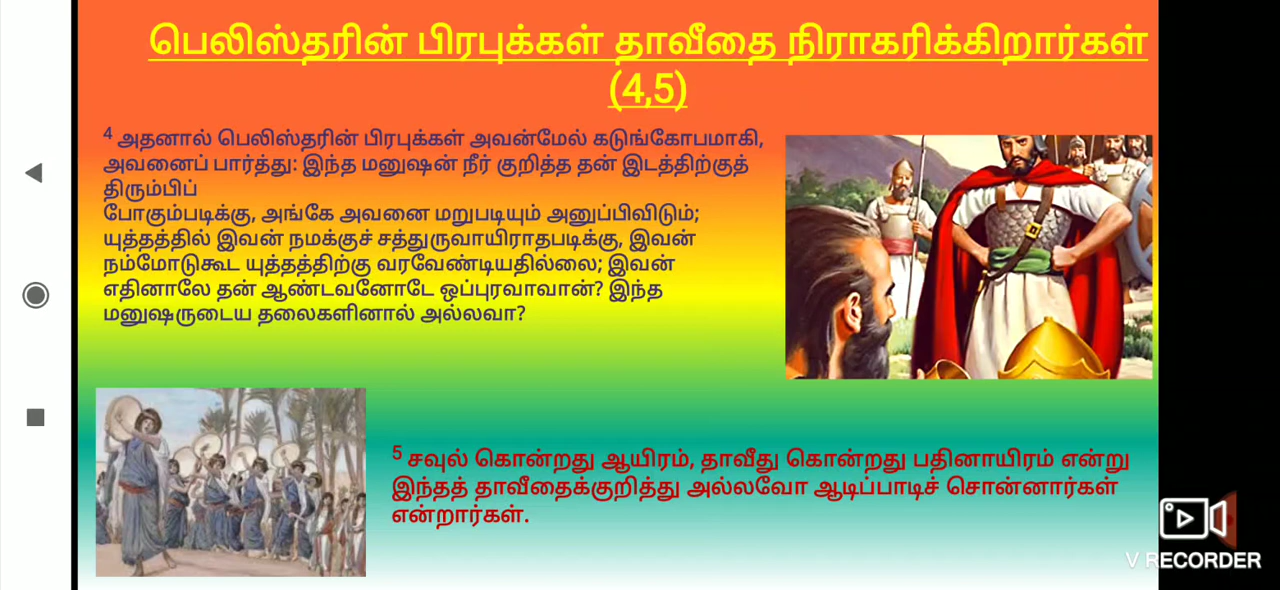 பெலிஸ்தரின் பிரபுக்கள் தாவீதை நிராகரிக்கிறார்கள்
(4,5)
4 அதனால் பெலிஸ்தரின் பிரபுக்கள் அவன்மேல் கடுங்கோபமாகி,
அவனைப் பார்த்து: இந்த மனுஷன் நீர் குறித்த தன் இடத்திற்குத்
திரும்பிப்
போகும்படிக்கு, அங்கே அவனை மறுபடியும் அனுப்பிவிடும்;
யுத்தத்தில் இவன் நமக்குச் சத்துருவாயிராதபடிக்கு, இவன்
நம்மோடுகூட யுத்தத்திற்கு வரவேண்டியதில்லை; இவன்
எதினாலே தன் ஆண்டவனோடே ஒப்புரவாவான்? இந்த
மனுஷருடைய தலைகளினால் அல்லவா?
5 சவுல் கொன்றது ஆயிரம், தாவீது கொன்றது பதினாயிரம் என்று
இந்தத் தாவீதைக்குறித்து அல்லவோ ஆடிப்பாடிச் சொன்னார்கள்
என்றார்கள்.
V RECORDER